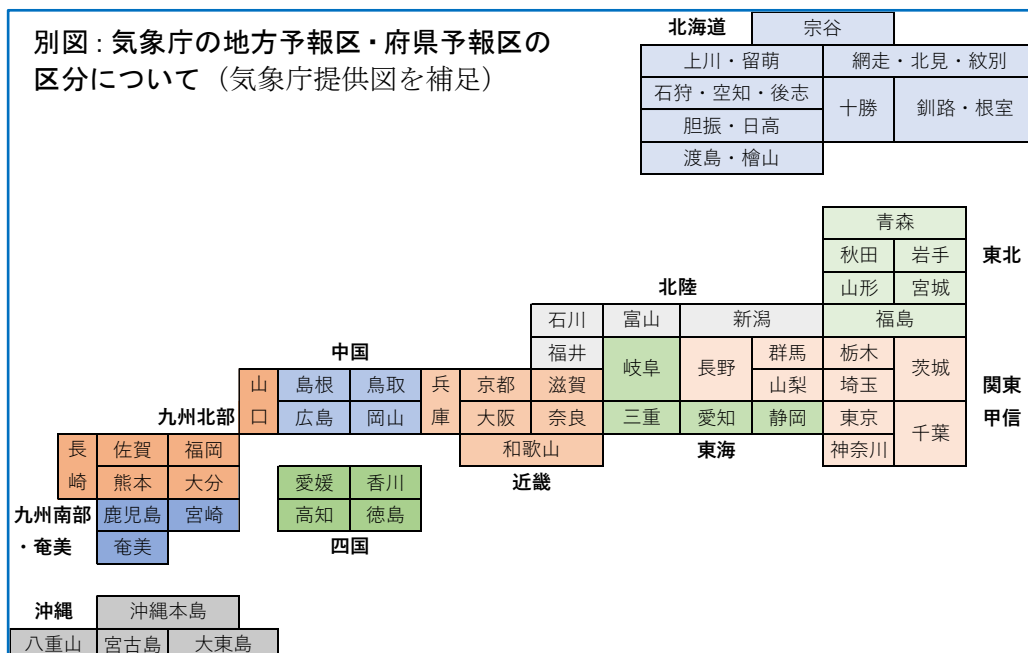 別図：気象庁の地方予報区・府県予報区の
区分について（気象庁提供図を補足）
北海道
宗谷
上川・留萌
網走・北見・紋別
石狩・空知・後志
十勝
釧路・根室
胆振・日高
渡島・檜山
青森
秋田
岩手
東北
山形
宮城
北陸
石川
富山
新潟
福島
中国
福井
岐阜
長野
群馬
栃木
茨城
関東
甲信
山口
島根
鳥取
兵庫
京都
滋賀
山梨
埼玉
九州北部
広島
岡山
大阪
奈良
三重
愛知
静岡
東京
千葉
長崎
佐賀
福岡
和歌山
近畿
東海
神奈川
熊本
大分
愛媛
香川
九州南部
・奄美
鹿児島
宮崎
高知
徳島
奄美
四国
沖縄
沖縄本島
八重山
宮古島
大東島